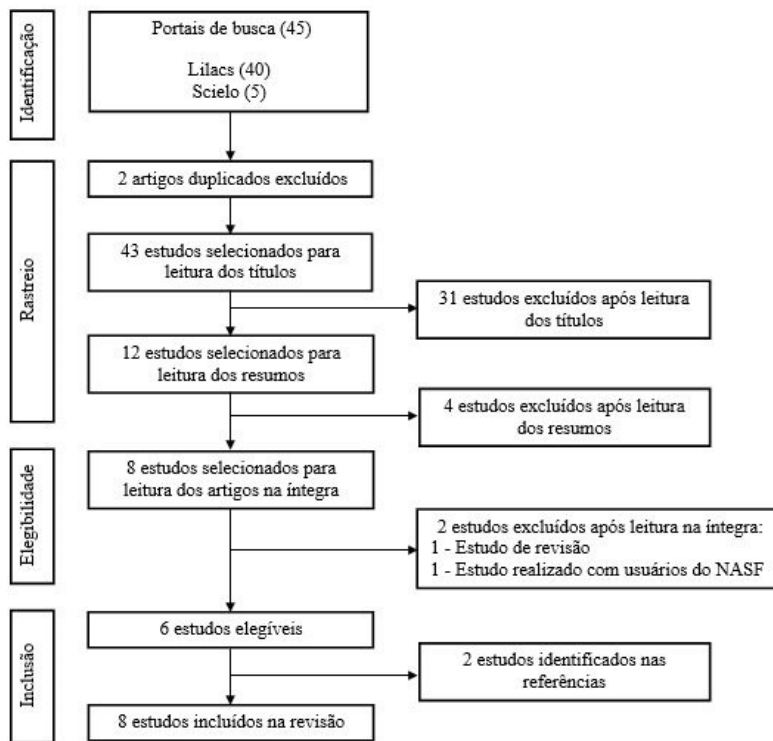 Identificação
Portais de busca (45)
Lilacs (40)
Scielo (5)
Rastreio
2 artigos duplicados excluídos
43 estudos selecionados para
leitura dos títulos
31 estudos excluídos após leitura
dos títulos
12 estudos selecionados para
leitura dos resumos
4 estudos excluídos após leitura
dos resumos
Elegibilidade
8 estudos selecionados para
leitura dos artigos na íntegra
2 estudos excluídos após leitura na íntegra:
1 - Estudo de revisão
1 - Estudo realizado com usuários do NASF
Inclusão
6 estudos elegíveis
2 estudos identificados nas
referências
8 estudos incluídos na revisão